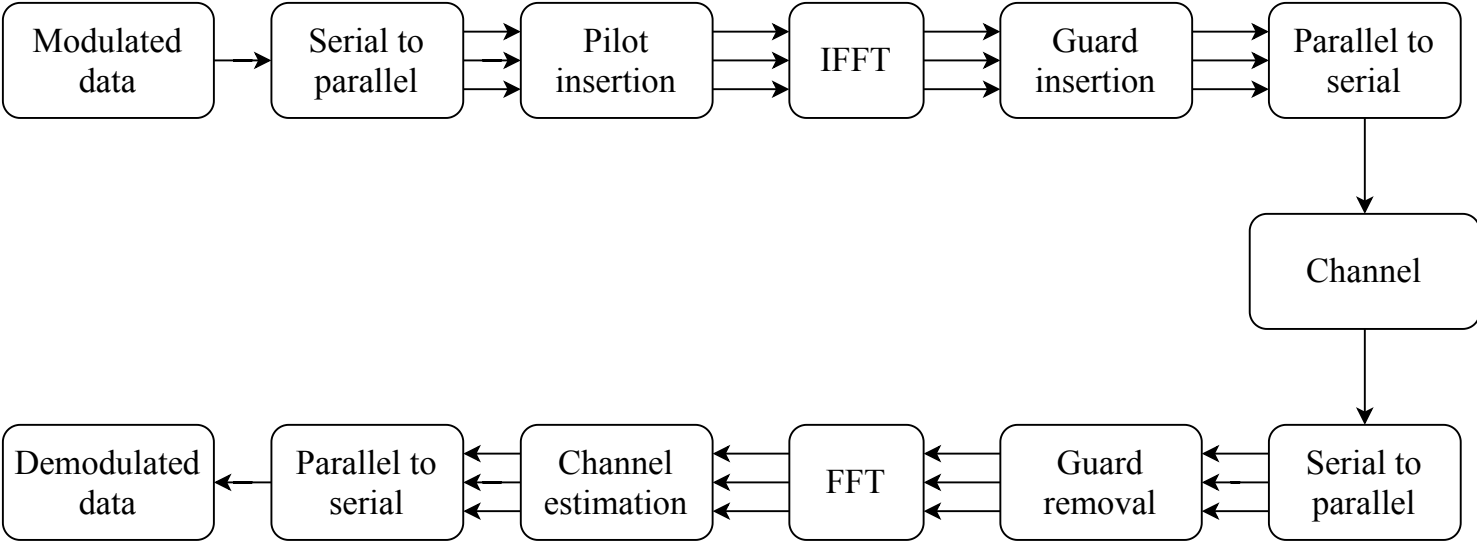 Modulated
data
Serial to
parallel
Pilot
insertion
IFFT
Guard
insertion
Parallel to
serial
Channel
Serial to
parallel
Guard
removal
FFT
Channel
estimation
Parallel to
serial
Demodulated
data